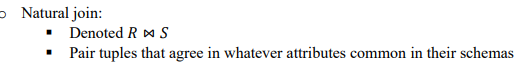 o Natural join:
▪ Denoted R ⋈ S
▪ Pair tuples that agree in whatever attributes common in their schemas